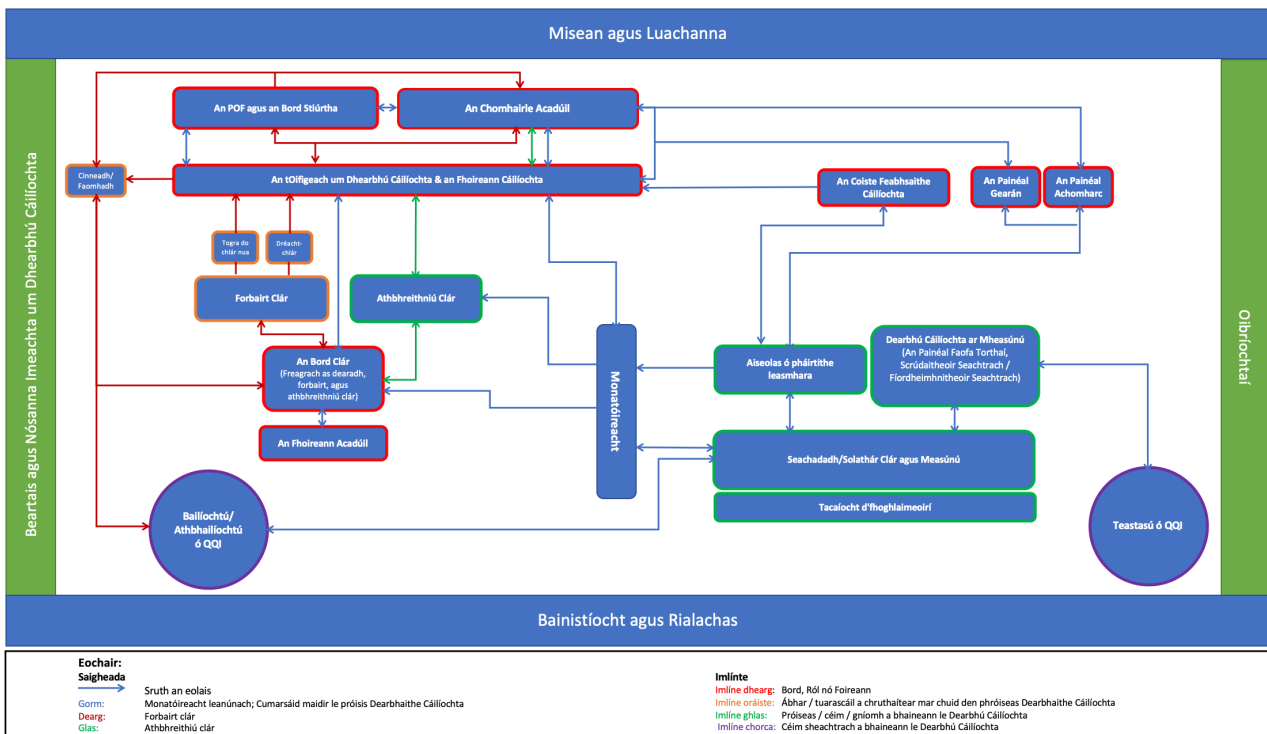 Misean agus Luachanna
Beartais agus Nósanna Imeachta um Dhearbhú Cáilíochta
Oibríochtaí
An POF agus an Bord Stiúrtha
An Chomhairle Acadúil
Cinneadh/
Faomhadh
An tOifigeach um Dhearbhú Cáilíochta & an Fhoireann Cáilíochta
An Coiste Feabhsaithe
Cáilíochta
An Painéal
Gearán
An Painéal
Achomharc
Togra do
chlár nua
Dréacht-
chlár
Forbairt Clár
Athbhreithniú Clár
An Bord Clár
(Freagrach as dearadh,
forbairt, agus
athbhreithniú clár)
An Fhoireann Acadúil
Monatóireacht
Aiseolas ó pháirtithe
leasmhara
Dearbhú Cáilíochta ar Mheasúnú
(An Painéal Faofa Torthaí,
Scrúdaitheoir Seachtrach /
Fíordheimhnitheoir Seachtrach)
Seachadadh/Solathár Clár agus Measúnú
Tacaíocht d'fhoghlaimeoirí
Bailíochtú/
Athbhailíochtú
ó QQI
Teastasú ó QQI
Bainistíocht agus Rialachas
Eochair:
Saigheada
Sruth an eolais
Gorm: Monatóireacht leanúnach; Cumarsáid maidir le próisis Dearbhaithe Cáilíochta
Dearg: Forbairt clár
Glas: Athbhreithiú clár
Imlínte
Imlíne dhearg: Bord, Ról nó Foireann
Imlíne oráiste: Ábhar / tuarascáil a chruthaítear mar chuid den phróiseas Dearbhaithe Cáilíochta
Imlíne ghlas: Próiseas / céim / gníomh a bhaineann le Dearbhú Cáilíochta
Imlíne chorca: Céim sheachtrach a bhaineann le Dearbhú Cáilíochta